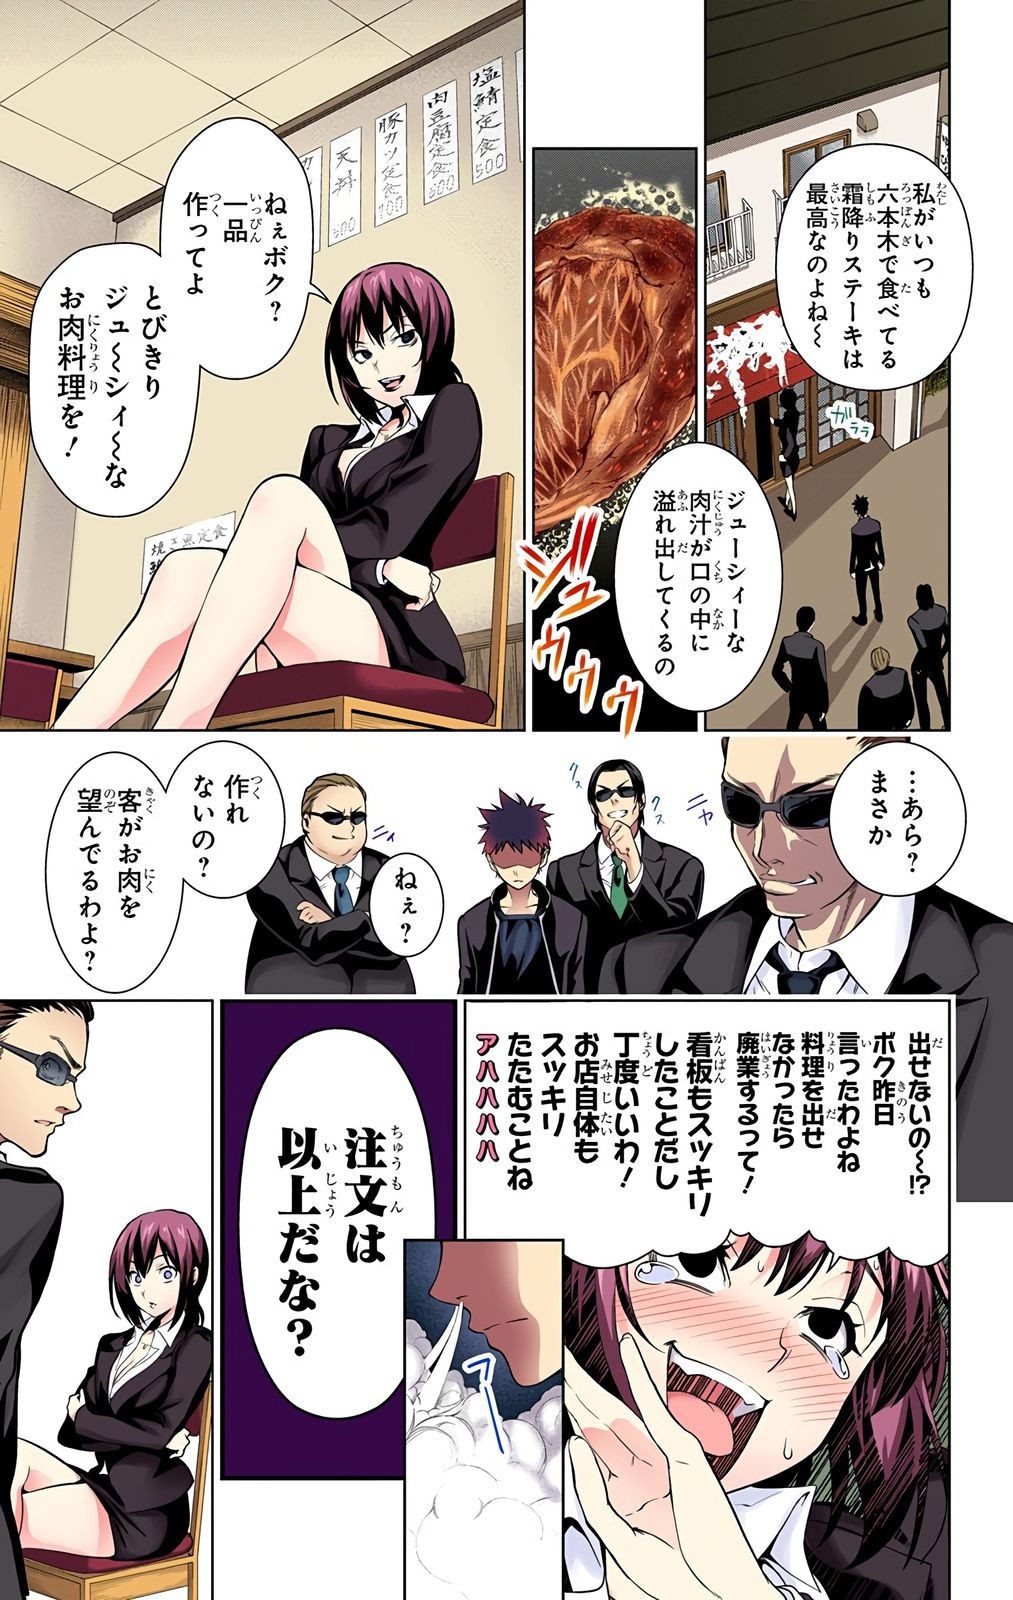 私がいつも
六本木で食べてる
霜降りステーキは
最高なのよね〜
ガララ
ジューシィーな
肉汁が口の中に
溢れ出してくるの
ジュウゥゥ
塩鯖定食
500
肉豆腐定食
600
豚カツ定食
700
天丼
焼き魚定食
ねぇボク?
一品
作ってよ
とびきり
ジュ〜シィ〜な
お肉料理を!
…あら?
まさか
ニヤ
クス
クス
ニィ
ねぇ?
作れ
ないの?
客がお肉を
望んでるわよ?
出せないの〜!?
ボク昨日
言ったわよね
料理を出せ
なかったら
廃業するって!
看板もスッキリ
したことだし
丁度いいわ!
お店自体も
スッキリ
たたむことね
アハハハハハ
フー
注文は
以上だな?